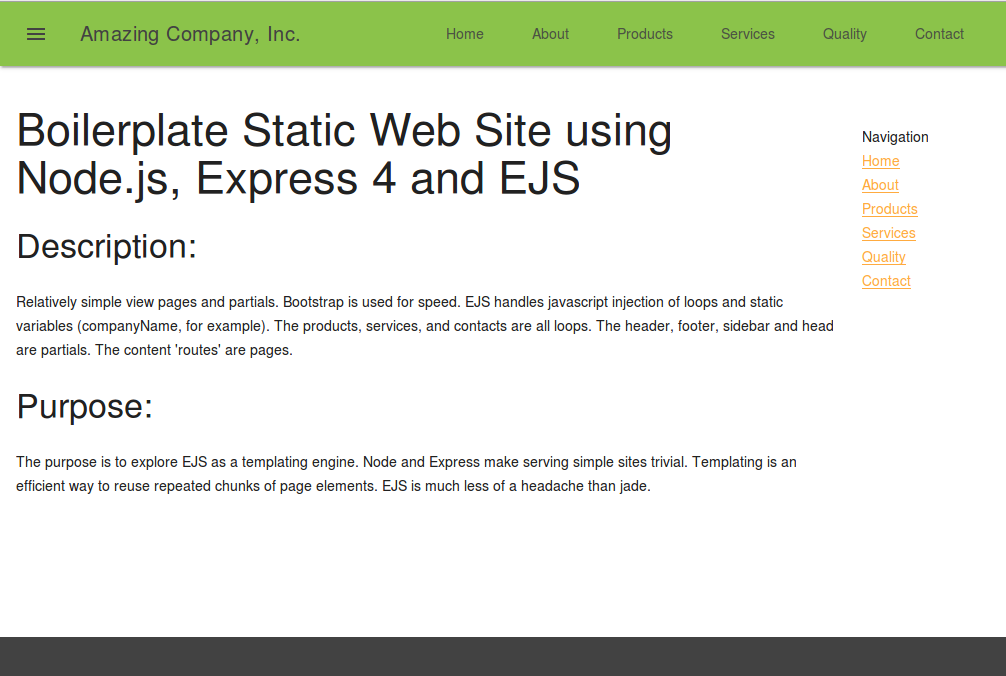 Amazing Company, Inc.
Home About Products Services Quality Contact
Boilerplate Static Web Site using
Node.js, Express 4 and EJS
Description:
Relatively simple view pages and partials. Bootstrap is used for speed. EJS handles javascript injection of loops and static
variables (companyName, for example). The products, services, and contacts are all loops. The header, footer, sidebar and head
are partials. The content 'routes' are pages.
Purpose:
The purpose is to explore EJS as a templating engine. Node and Express make serving simple sites trivial. Templating is an
efficient way to reuse repeated chunks of page elements. EJS is much less of a headache than jade.
Navigation
Home
About
Products
Services
Quality
Contact